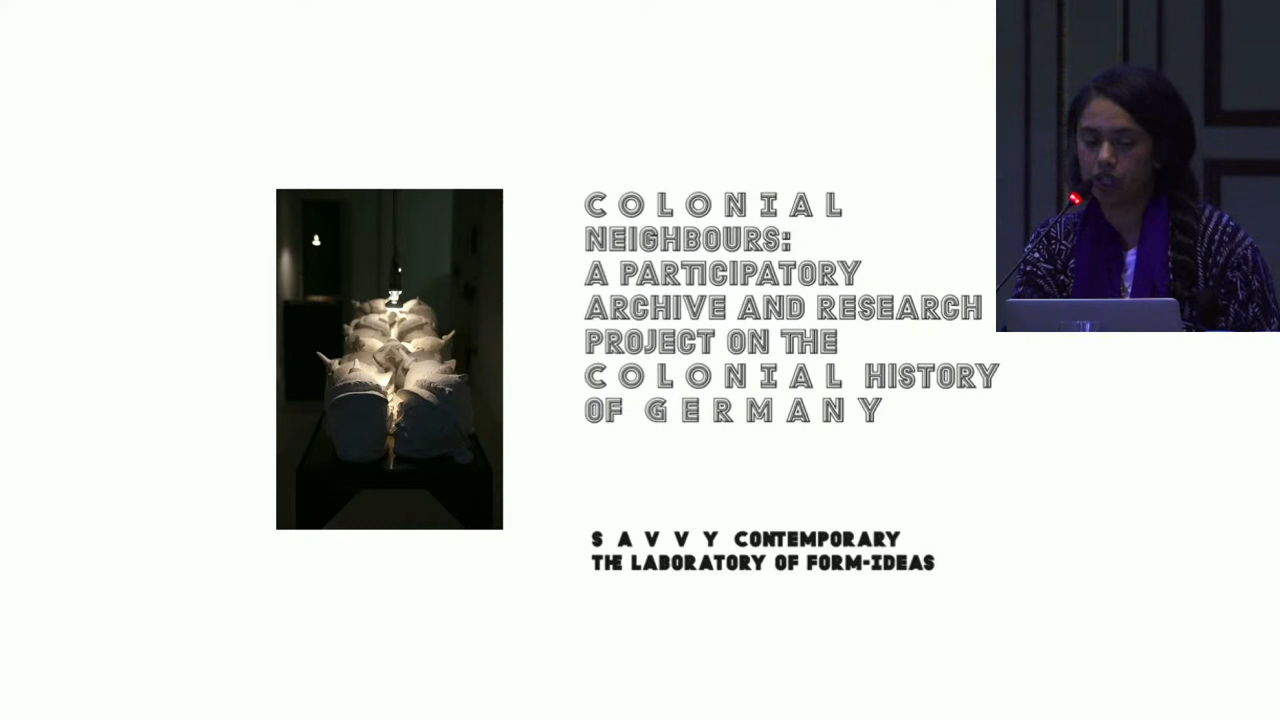 COLONIAL
NEIGHBOURS:
A PARTICIPATORY
ARCHIVE AND RESEARCH
PROJECT ON THE
COLONIAL HISTORY
OF GERMANY
SAVVY CONTEMPORARY
THE LABORATORY OF FORM-IDEAS